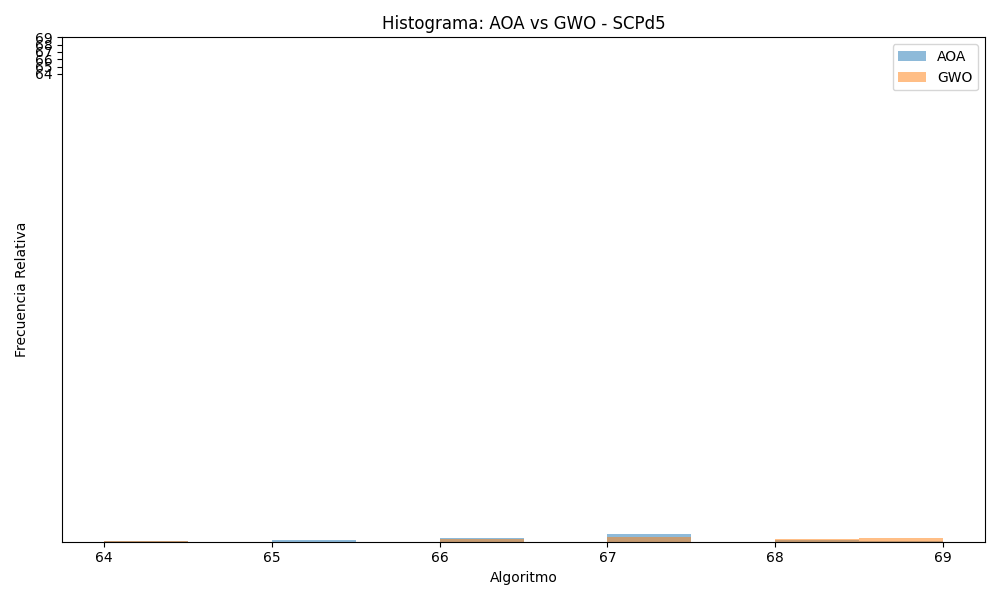 Histograma: AOA vs GWO - SCPd5
69
68
67
66
65
64
AOA
GWO
Frecuencia Relativa
64 65 66 67 68 69
Algoritmo